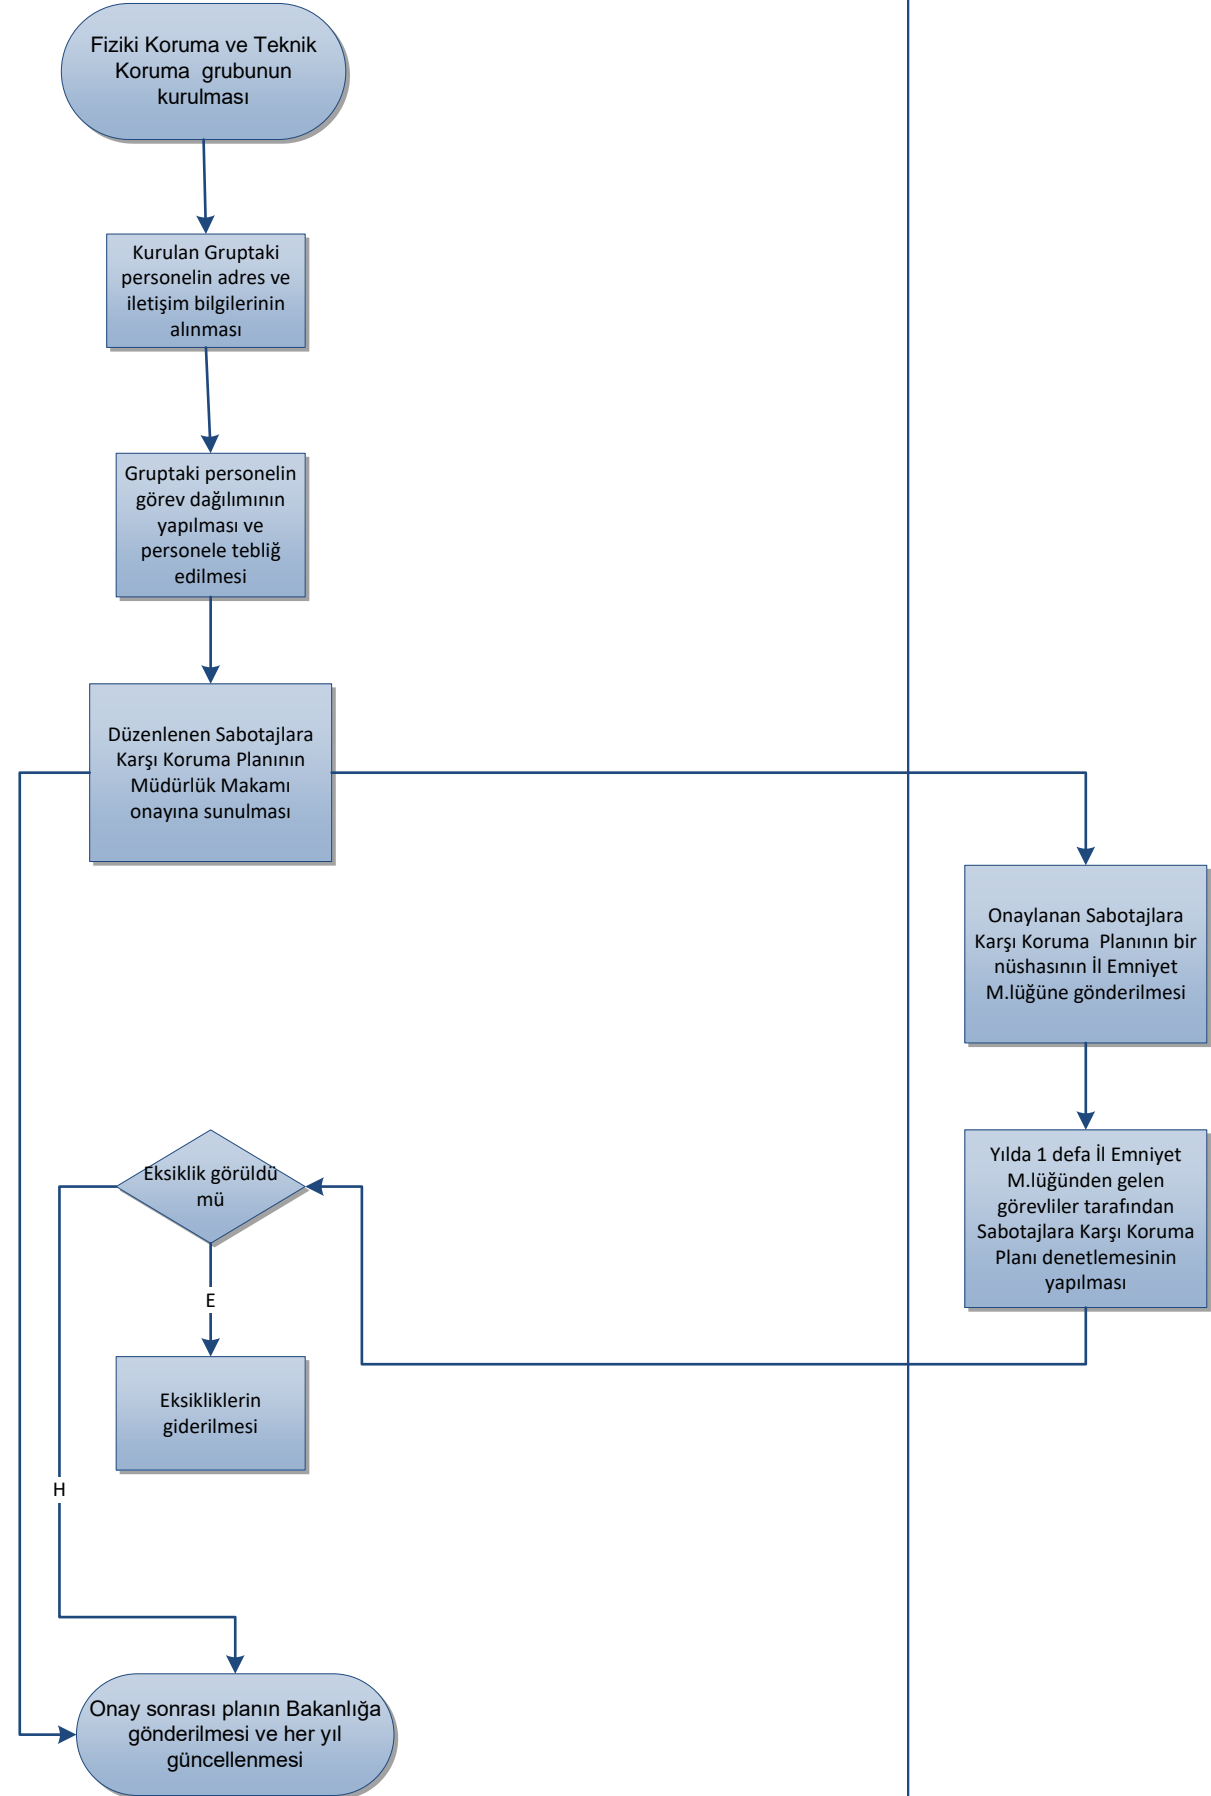 Fiziki Koruma ve Teknik
Koruma  grubunun
kurulması
Kurulan Gruptaki
personelin adres ve
iletişim bilgilerinin
alınması
Gruptaki personelin
görev dağılımının
yapılması ve
personele tebliğ
edilmesi
Düzenlenen Sabotajlara
Karşı Koruma Planının
Müdürlük Makamı
onayına sunulması
Onaylanan Sabotajlara
Karşı Koruma  Planının bir
nüshasının İl Emniyet
M.lüğüne gönderilmesi
Yılda 1 defa İl Emniyet
M.lüğünden gelen
görevliler tarafından
Sabotajlara Karşı Koruma
Planı denetlemesinin
yapılması
Eksiklik görüldü
mü
E
Eksikliklerin
giderilmesi
H
Onay sonrası planın Bakanlığa
gönderilmesi ve her yıl
güncellenmesi